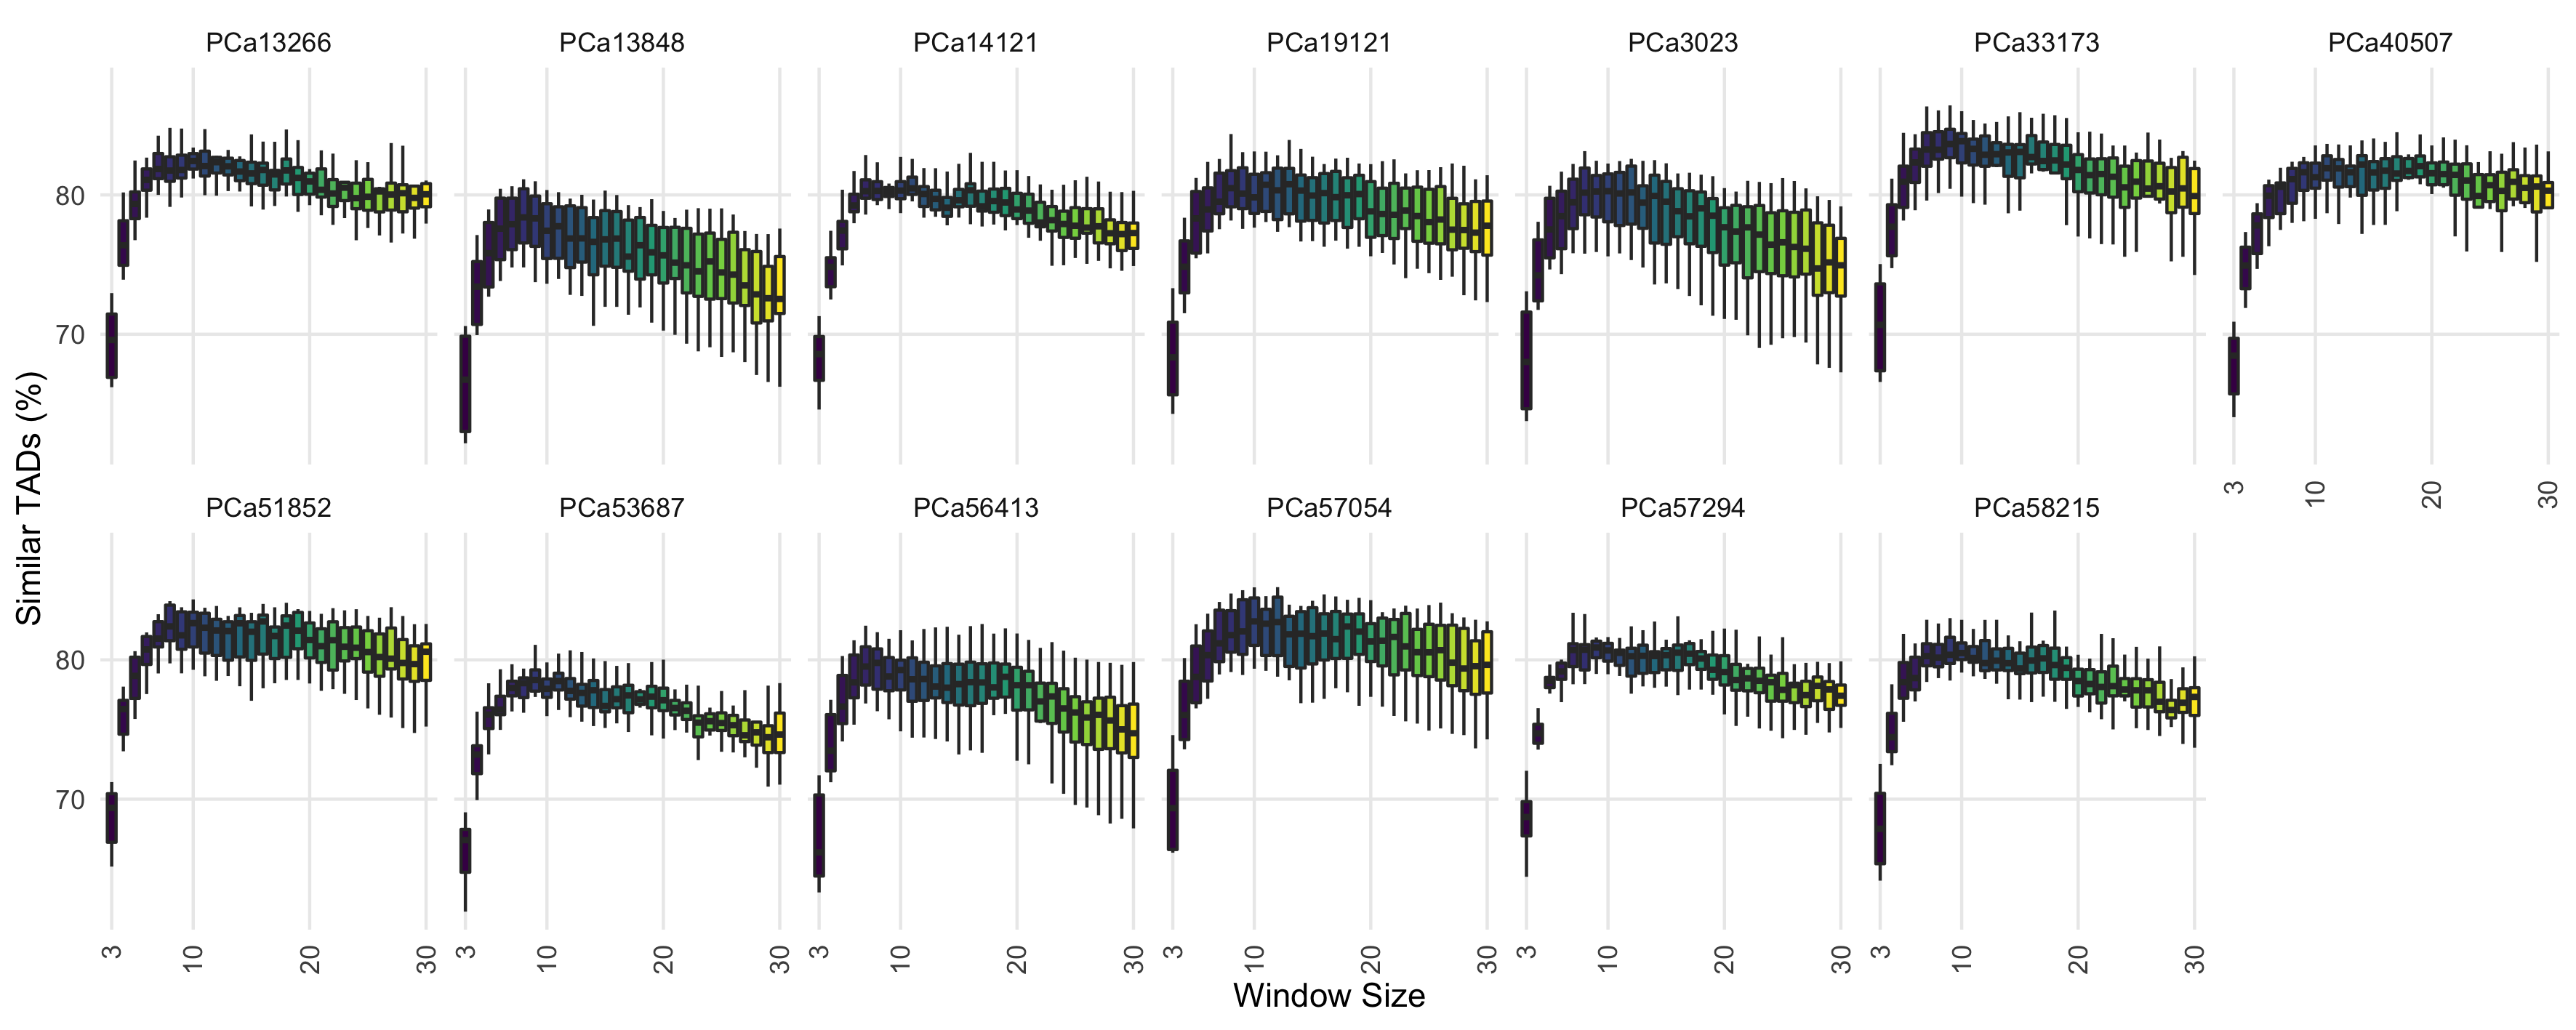 PCa13266 PCa13848 PCa14121 PCa19121 PCa3023 PCa33173 PCa40507
80
70
3 10 20 30
PCa51852 PCa53687 PCa56413 PCa57054 PCa57294 PCa58215
80
70
3 10 20 30 3 10 20 30 3 10 20 30 3 10 20 30 3 10 20 30 3 10 20 30
Window Size
Similar TADs (%)